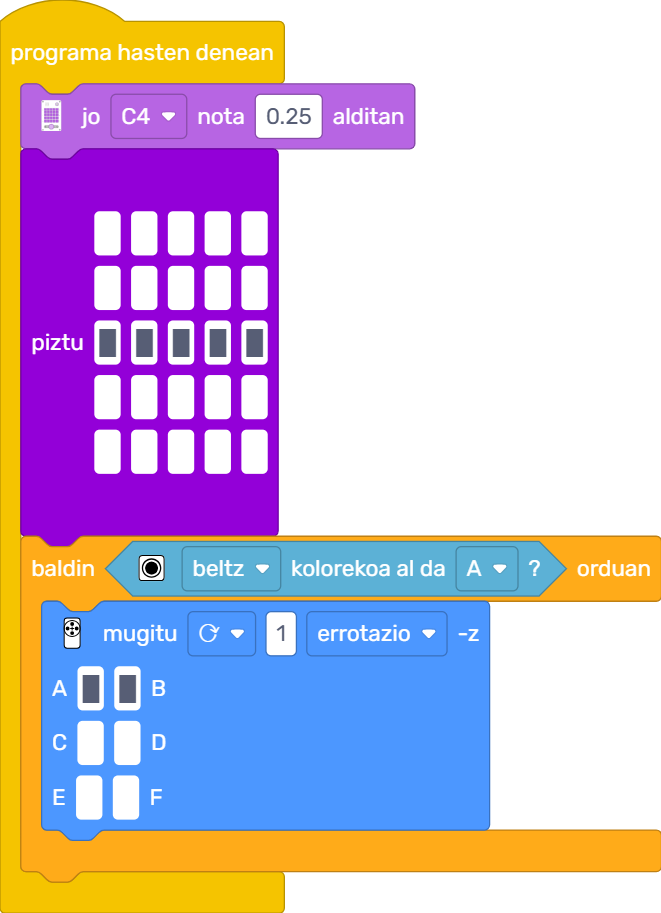 programa hasten denean
jo C4 nota 0.25 alditan
piztu
baldin beltz kolorekoa al da A ? orduan
mugitu 1 errotazio -z
A B
C D
E F